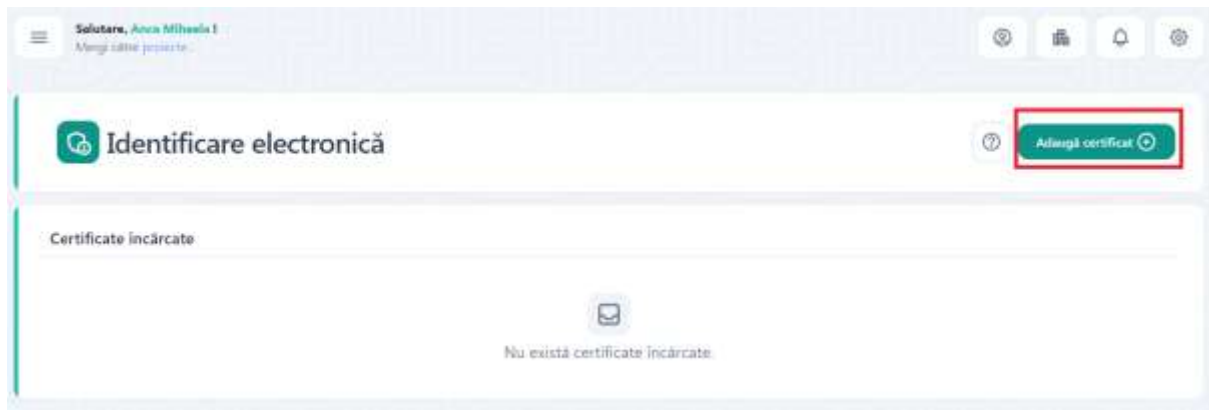 Salutare, Anca Mihaela !
Mergi către proiecte.
Identificare electronică
Adaugă certificat
Certificate încărcate
Nu există certificate încărcate.